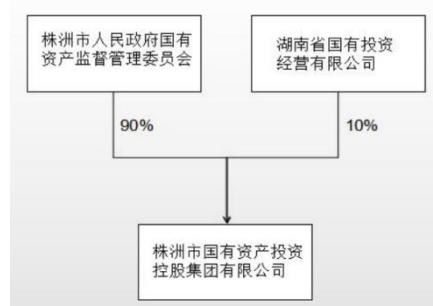 株洲市人民政府国有
资产监督管理委员会
湖南省国有投资
经营有限公司
90%
10%
株洲市国有资产投资
控股集团有限公司